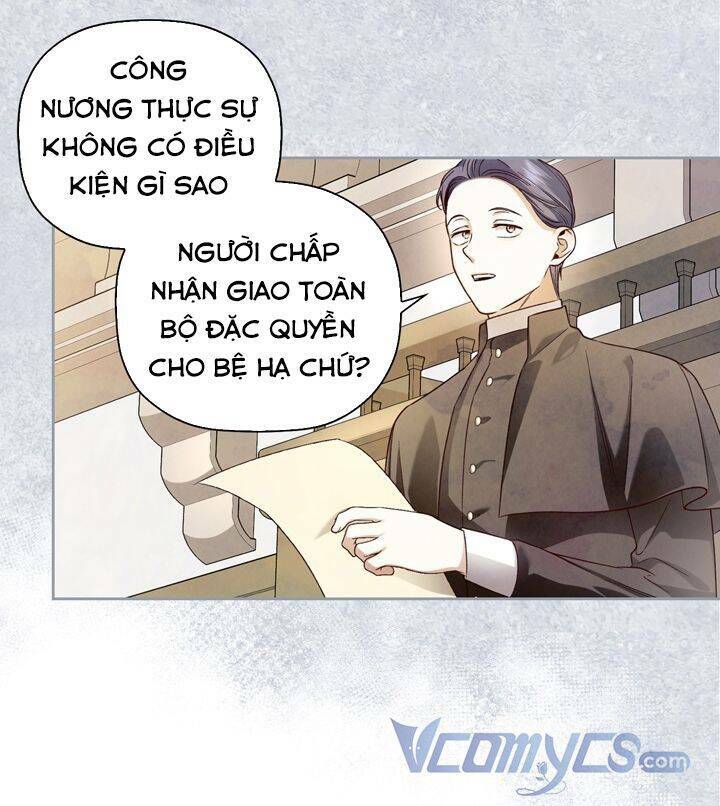 CÔNG
NƯƠNG THỰC SỰ
KHÔNG CÓ ĐIỀU
KIỆN GÌ SAO
NGƯỜI CHẤP
NHẬN GIAO TOÀN
BỘ ĐẶC QUYỀN
CHO BỆ HẠ CHỨ?
Vcomycs.com